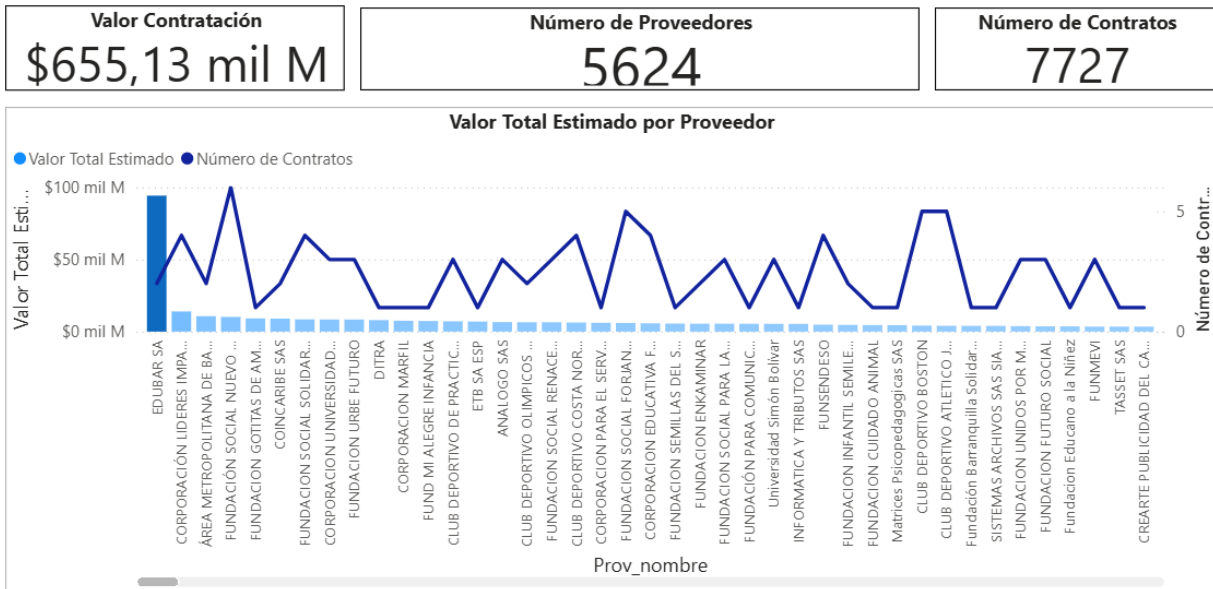 Valor Contratación
$655,13 mil M
Número de Proveedores
5624
Número de Contratos
7727
Valor Total Estimado por Proveedor
Valor Total Estimado
Número de Contratos
Valor Total Esti...
$100 mil M
$50 mil M
$0 mil M
5
0
Número de Contr...
EDUBAR SA
CORPORACIÓN LIDERES IMPA...
ÁREA METROPOLITANA DE BA...
FUNDACIÓN SOCIAL NUEVO ...
FUNDACION GOTITAS DE AM...
COINCARIBE SAS
FUNDACION SOCIAL SOLIDAR...
CORPORACION UNIVERSIDAD...
FUNDACION URBE FUTURO
DITRA
CORPORACION MARFIL
FUND MI ALEGRE INFANCIA
CLUB DEPORTIVO DE PRACTIC...
ETB SA ESP
ANALOGO SAS
CLUB DEPORTIVO OLIMPICOS ...
FUNDACION SOCIAL RENACE...
CLUB DEPORTIVO COSTA NOR...
CORPORACION PARA EL SERV...
FUNDACION SOCIAL FORJAN...
CORPORACION EDUCATIVA F...
FUNDACION SEMILLAS DEL S...
FUNDACION ENKAMINAR
FUNDACION SOCIAL PARA LA...
FUNDACIÓN PARA COMUNIC...
Universidad Simón Bolívar
INFORMATICA Y TRIBUTOS SAS
FUNSENDESO
FUNDACION INFANTIL SEMILE...
FUNDACION CUIDADO ANIMAL
Matrices Psicopedagogicas SAS
CLUB DEPORTIVO BOSTON
CLUB DEPORTIVO ATLETICO J...
Fundación Barranquilla Solidar...
SISTEMAS ARCHIVOS SAS SIA...
FUNDACION UNIDOS POR M...
FUNDACION FUTURO SOCIAL
Fundacion Educano a la Niñez
FUNMEVI
TASSET SAS
CREARTE PUBLICIDAD DEL CA...
Prov_nombre